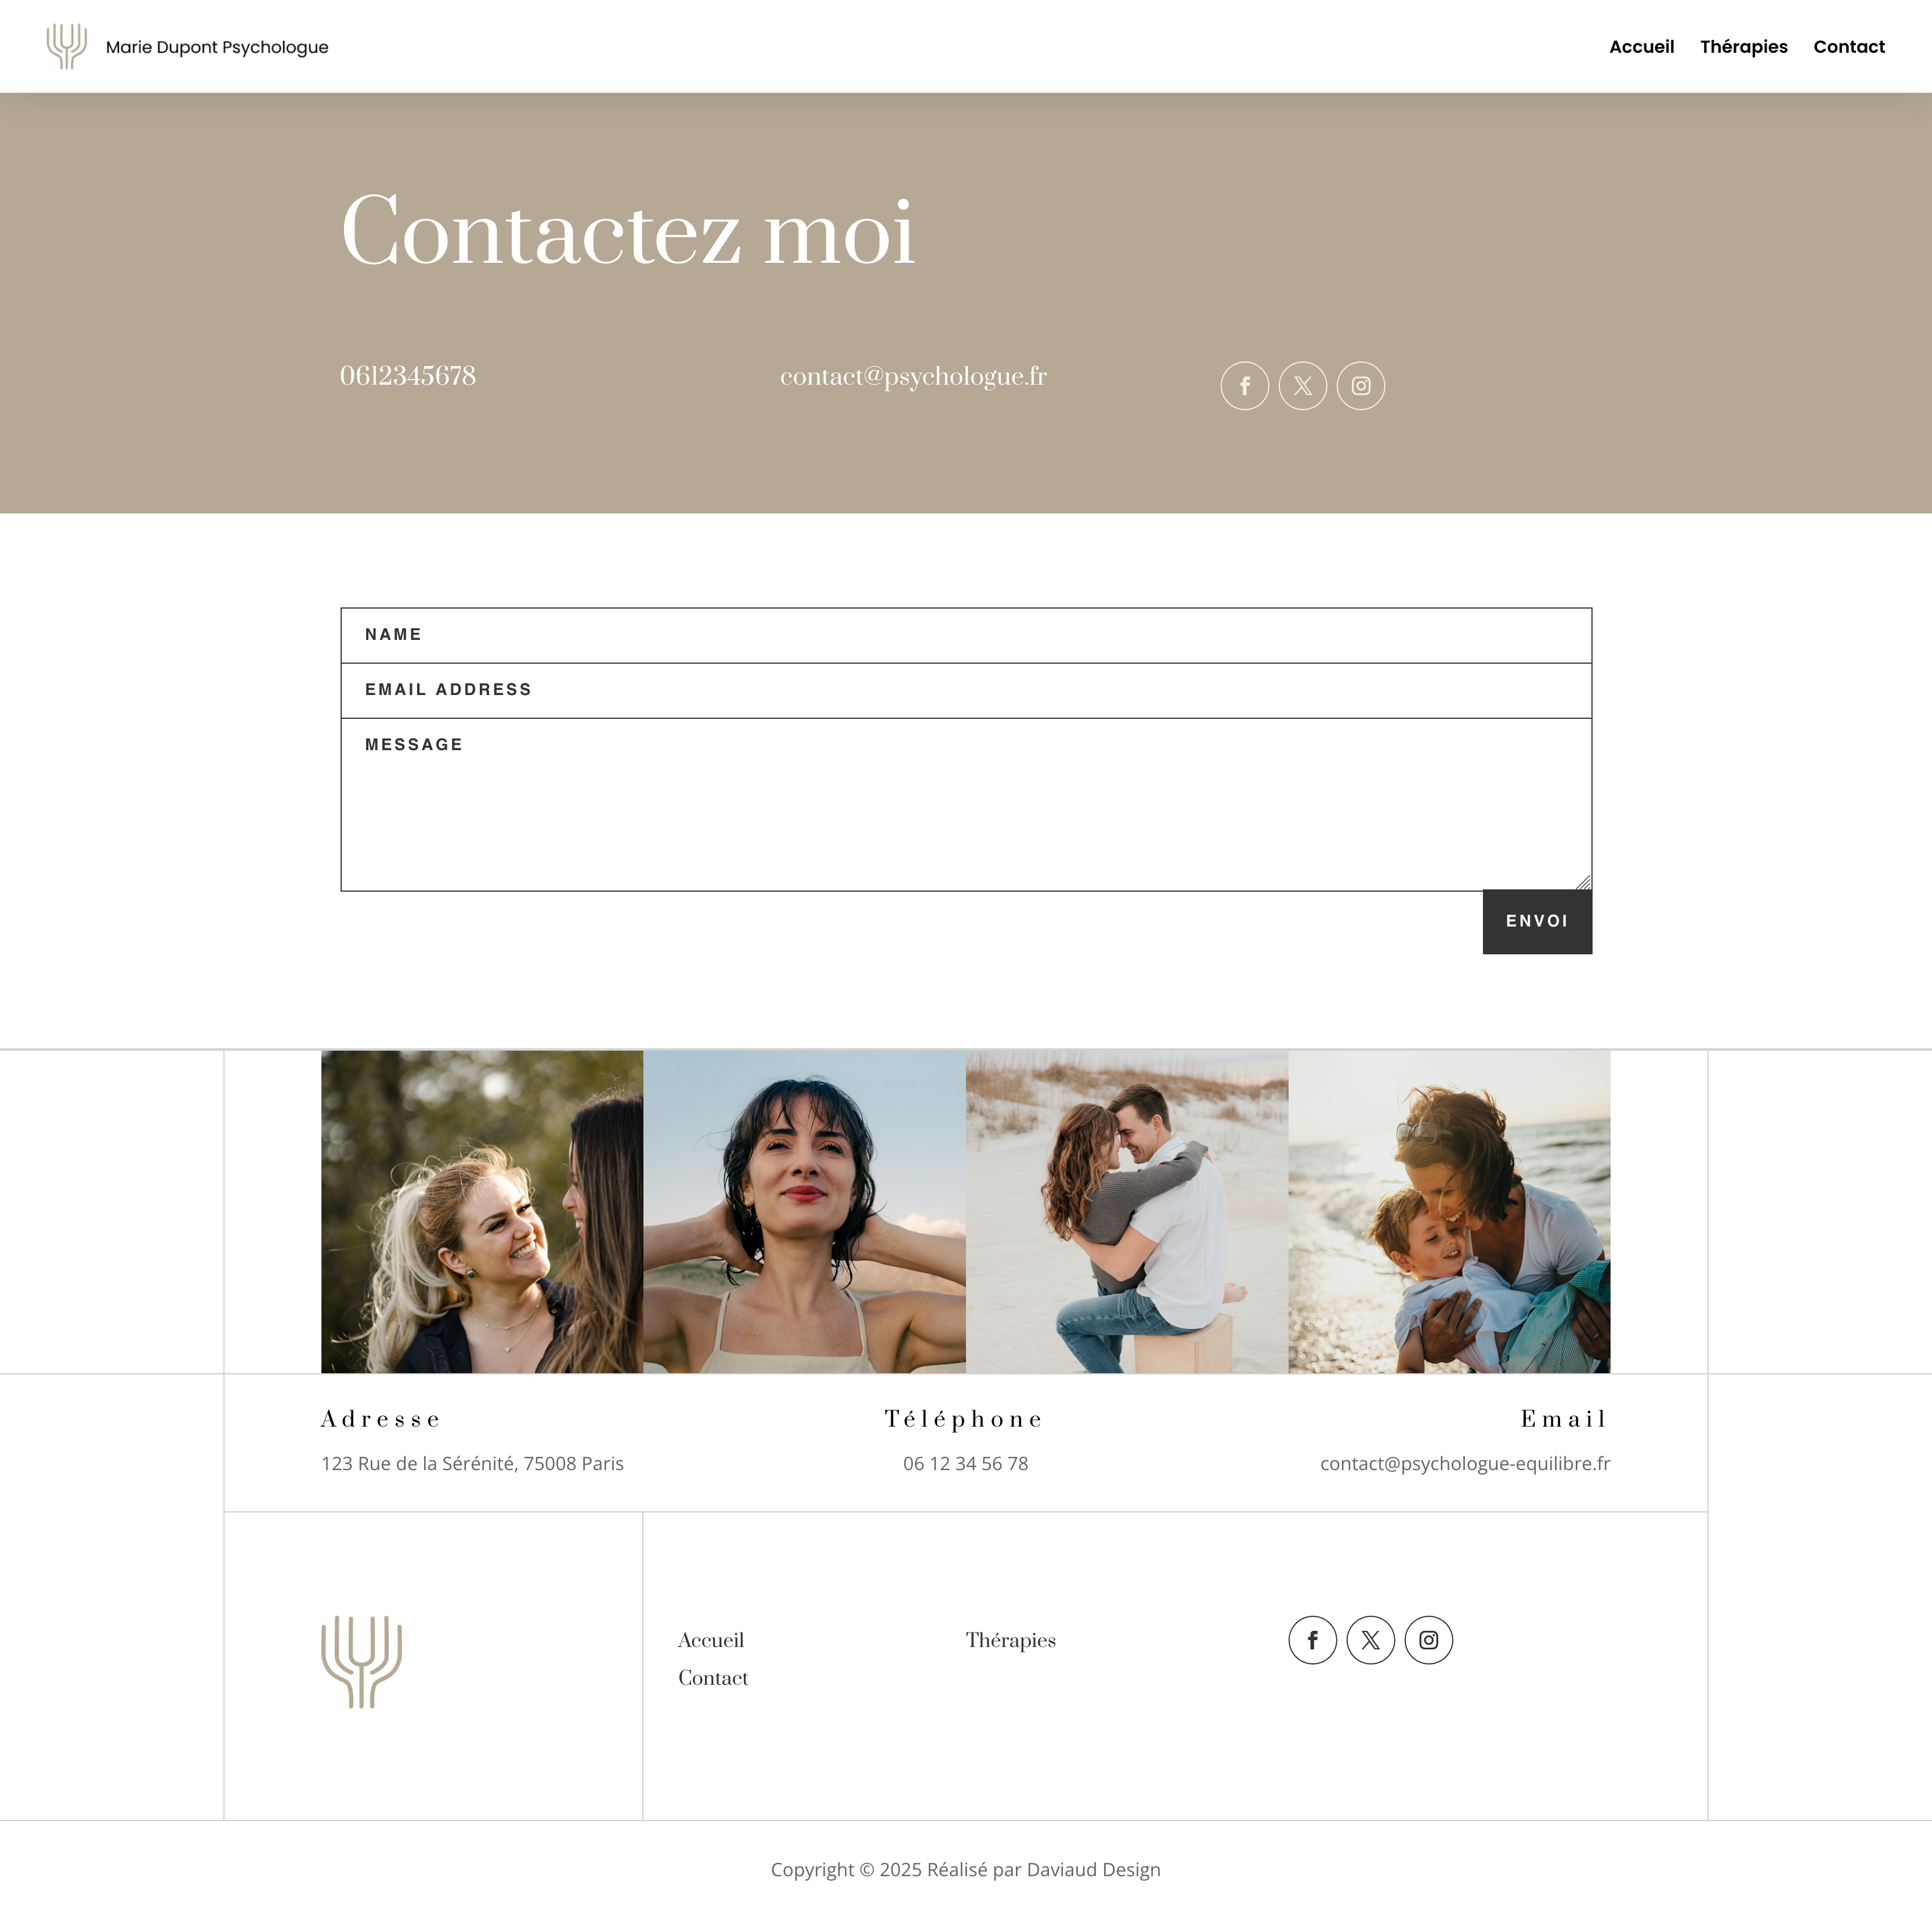 Marie Dupont Psychologue
Accueil Thérapies Contact
Contactez moi
0612345678
contact@psychologue.fr
NAME
EMAIL ADDRESS
MESSAGE
ENVOI
Adresse
123 Rue de la Sérénité, 75008 Paris
Téléphone
06 12 34 56 78
Email
contact@psychologue-equilibre.fr
Accueil
Contact
Thérapies
Copyright © 2025 Réalisé par Daviaud Design